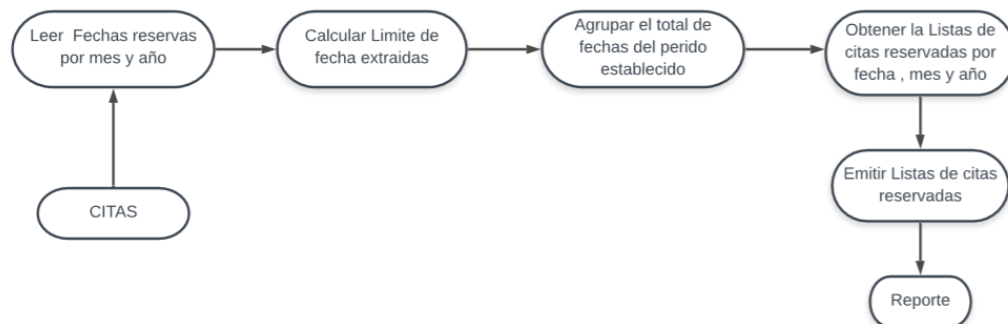 Leer Fechas reservas
por mes y año
Calcular Limite de
fecha extraidas
Agrupar el total de
fechas del perido
establecido
Obtener la Listas de
citas reservadas por
fecha , mes y año
CITAS
Emitir Listas de citas
reservadas
Reporte